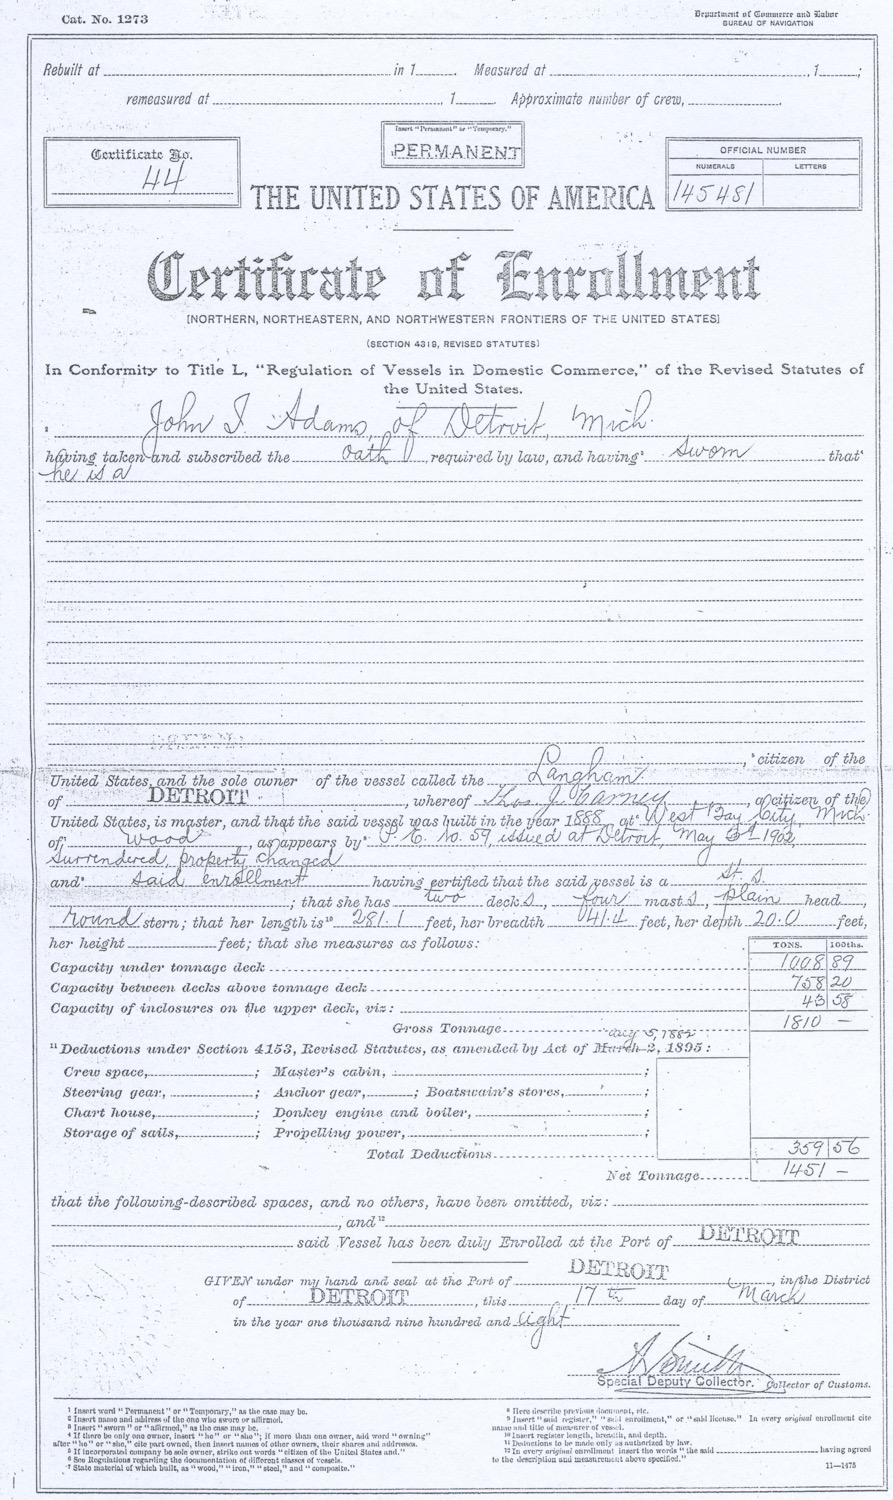 Cat. No. 1273
Department of Commerce and Labor
BUREAU OF NAVIGATION
Rebuilt at in 1 . Measured at , 1 ;
remeasured at , 1 . Approximate number of crew, .
Insert "Permanent" or "Temporary."
PERMANENT
Certificate No.
44
OFFICIAL NUMBER
NUMERALS LETTERS
145481
THE UNITED STATES OF AMERICA
Certificate of Enrollment
[NORTHERN, NORTHEASTERN, AND NORTHWESTERN FRONTIERS OF THE UNITED STATES]
(SECTION 4319, REVISED STATUTES)
In Conformity to Title L, "Regulation of Vessels in Domestic Commerce," of the Revised Statutes of
the United States.
John I. Adams, of Detroit, Mich.
having taken and subscribed the oath , required by law, and having sworn that
he is a
, citizen of the
United States, and the sole owner of the vessel called the Langham
of DETROIT , whereof Thos J. Carney , a citizen of the
United States, is master, and that the said vessel was built in the year 1888 at West Bay City, Mich.
of wood , as appears by P. E. No. 59, issued at Detroit, May 3d 1902,
surrendered, property changed
and said enrollment having certified that the said vessel is a St. s.
; that she has two decks, four masts, plain head,
round stern; that her length is 281.1 feet, her breadth 41.4 feet, her depth 20.0 feet,
her height feet; that she measures as follows:
TONS. 100ths.
Capacity under tonnage deck 1008 89
Capacity between decks above tonnage deck 758 20
Capacity of inclosures on the upper deck, viz: 43 58
Gross Tonnage 1810 —
Aug 5, 1882
11 Deductions under Section 4153, Revised Statutes, as amended by Act of March 2, 1895:
Crew space, ; Master's cabin, ;
Steering gear, ; Anchor gear, ; Boatswain's stores, ;
Chart house, ; Donkey engine and boiler, ;
Storage of sails, ; Propelling power, ;
Total Deductions 359 56
Net Tonnage 1451 —
that the following-described spaces, and no others, have been omitted, viz:
, and 12
said Vessel has been duly Enrolled at the Port of DETROIT
GIVEN under my hand and seal at the Port of DETROIT , in the District
of DETROIT , this 17th day of March
in the year one thousand nine hundred and eight
Smith
Special Deputy Collector. Collector of Customs.
1 Insert word "Permanent" or "Temporary," as the case may be.
2 Insert name and address of the one who swore or affirmed.
3 Insert "sworn" or "affirmed," as the case may be.
4 If there be only one owner, insert "he" or "she"; if more than one owner, add word "owning"
after "he" or "she," cite part owned, then insert names of other owners, their shares and addresses.
5 If incorporated company be sole owner, strike out words "citizen of the United States and."
6 See Regulations regarding the documentation of different classes of vessels.
7 State material of which built, as "wood," "iron," "steel," and "composite."
8 Here describe previous document, etc.
9 Insert "said register," "said enrollment," or "said license." In every original enrollment cite
name and title of measurer of vessel.
10 Insert register length, breadth, and depth.
11 Deductions to be made only as authorized by law.
12 In every original enrollment insert the words "the said having agreed
to the description and measurement above specified."
11—1475